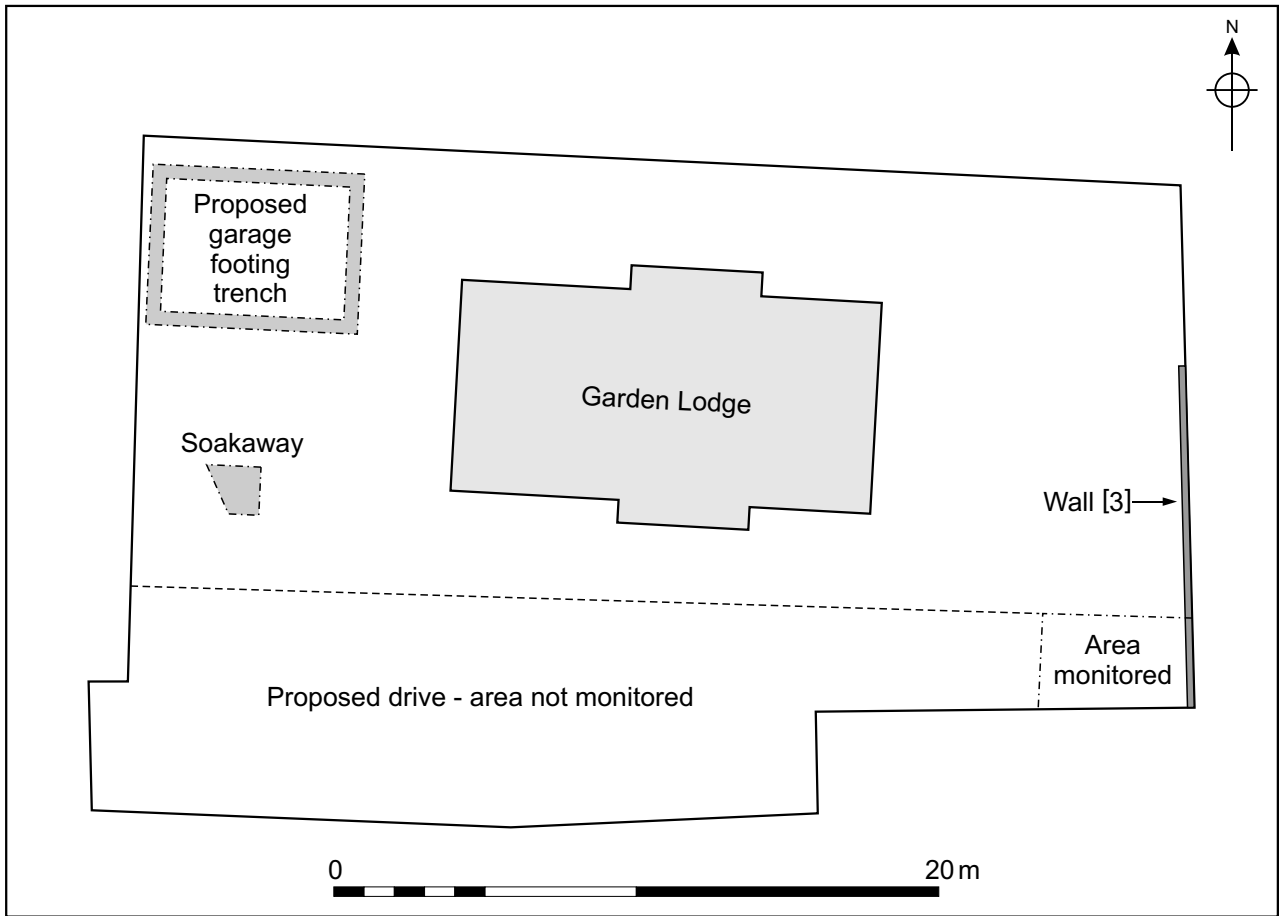 N
Proposed
garage
footing
trench
Garden Lodge
Soakaway
Wall [3]
Area
monitored
Proposed drive - area not monitored
0 20 m